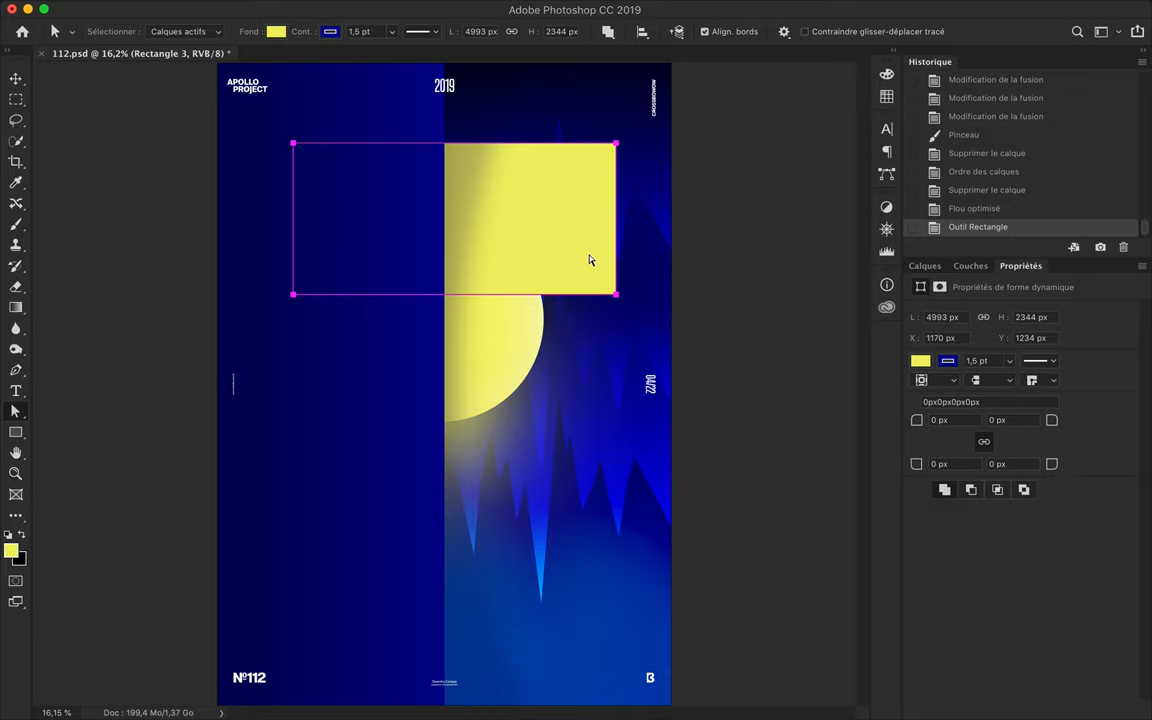 Adobe Photoshop CC 2019
Sélectionner : Calques actifs Fond : Cont. : 1,5 pt L : 4993 px H : 2344 px Align. bords Contraindre glisser-déplacer tracé
112.psd @ 16,2% (Rectangle 3, RVB/8) *
Historique
Modification de la fusion
Modification de la fusion
Modification de la fusion
Pinceau
Supprimer le calque
Ordre des calques
Supprimer le calque
Flou optimisé
Outil Rectangle
Calques Couches Propriétés
Propriétés de forme dynamique
L : 4993 px H : 2344 px
X : 1170 px Y : 1234 px
1,5 pt
0px0px0px0px
0 px 0 px
0 px 0 px
APOLLO
PROJECT
2019
CROSSBOWOW
04/22
Nº112
16,15 % Doc : 199,4 Mo/1,37 Go